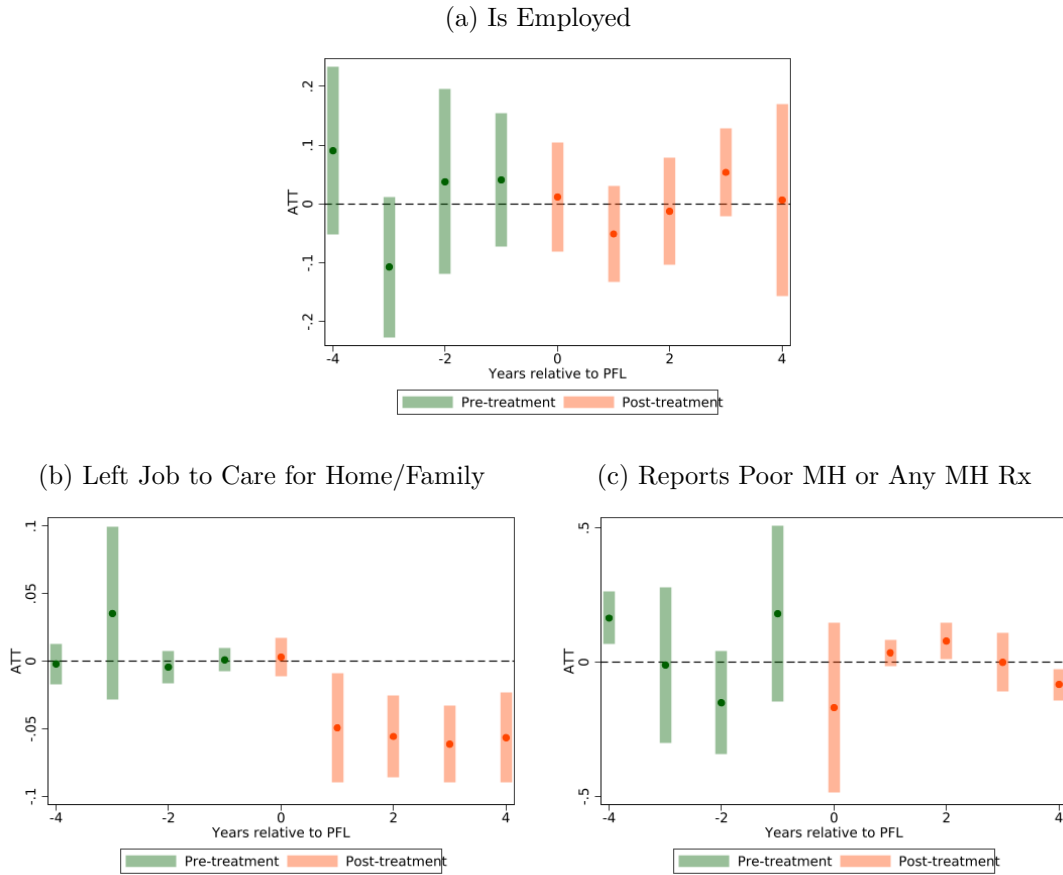 (a) Is Employed
.2
.1
0
-.1
-.2
ATT
-4
-2
0
2
4
Years relative to PFL
Pre-treatment
Post-treatment
(b) Left Job to Care for Home/Family
.1
.05
0
-.05
-.1
ATT
-4
-2
0
2
4
Years relative to PFL
Pre-treatment
Post-treatment
(c) Reports Poor MH or Any MH Rx
.5
0
-.5
ATT
-4
-2
0
2
4
Years relative to PFL
Pre-treatment
Post-treatment